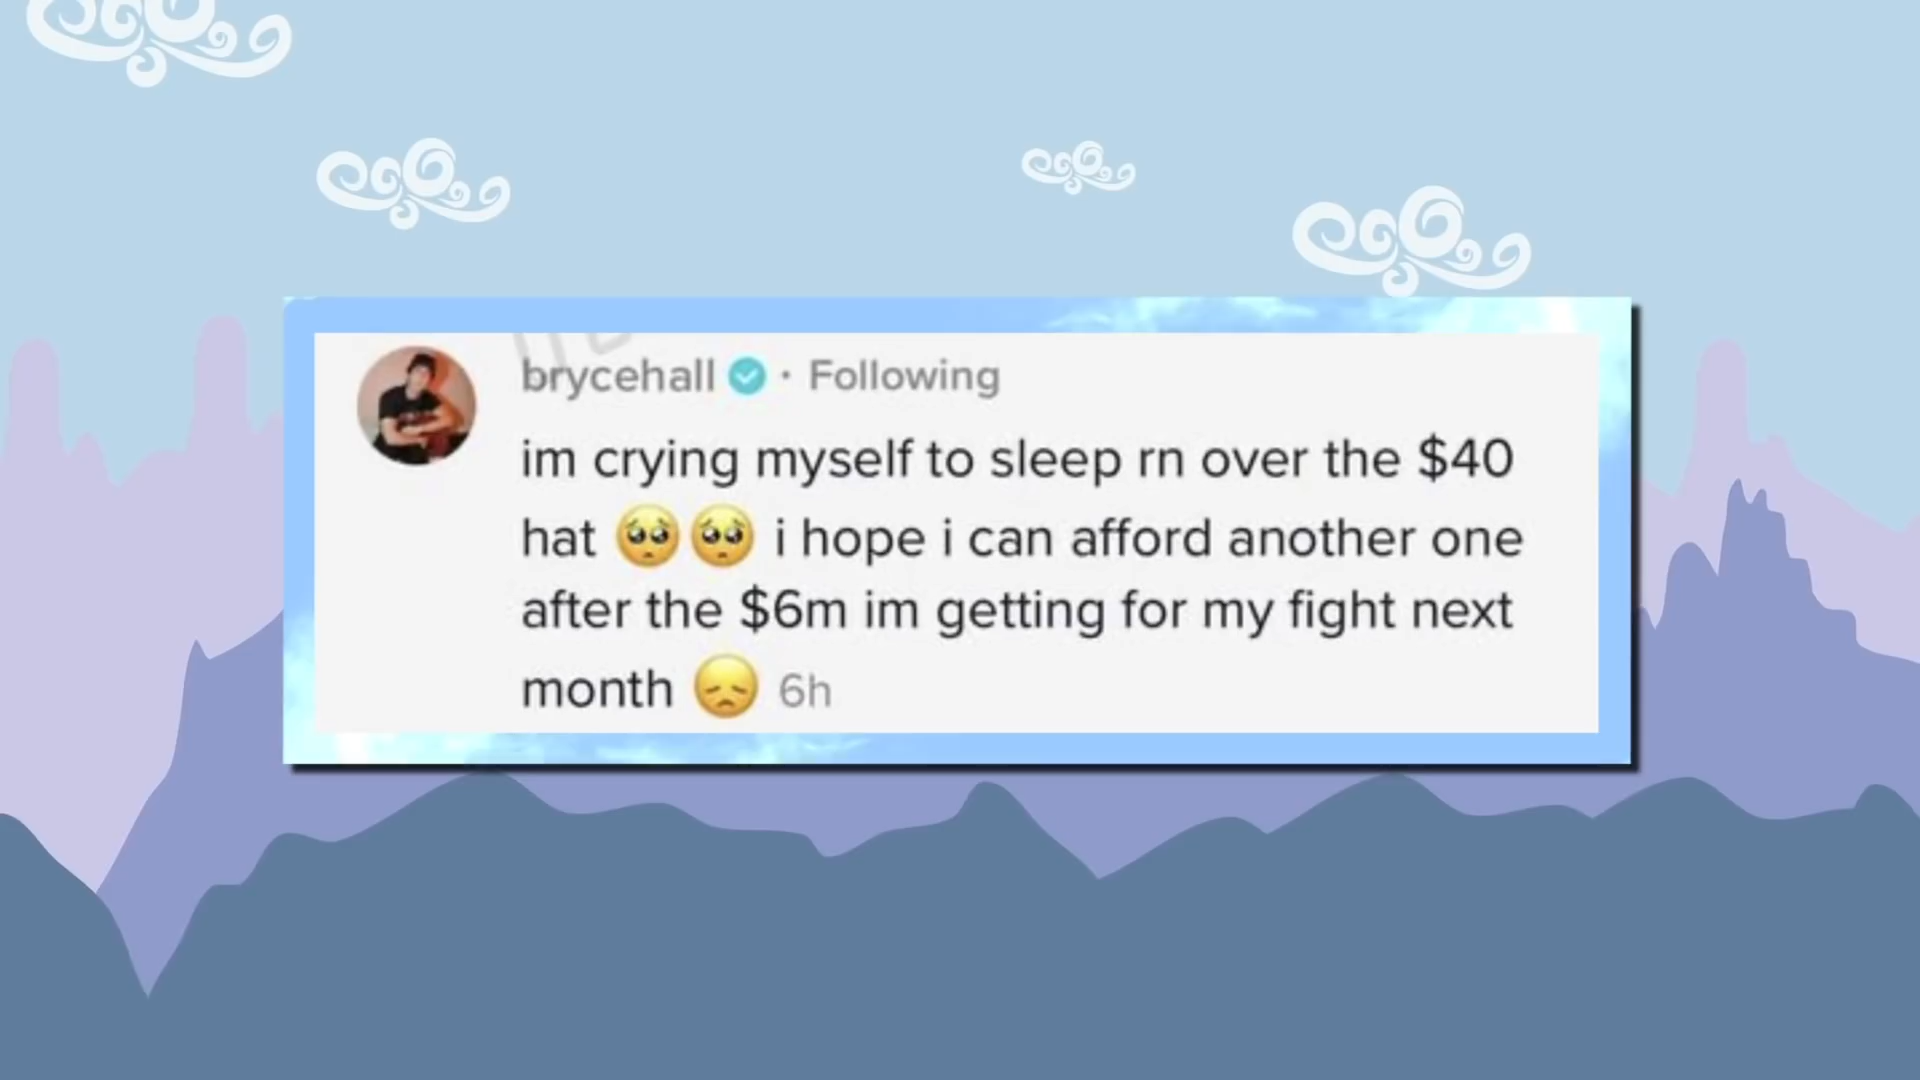 brycehall · Following
im crying myself to sleep rn over the $40
hat 🥺🥺 i hope i can afford another one
after the $6m im getting for my fight next
month 😞 6h